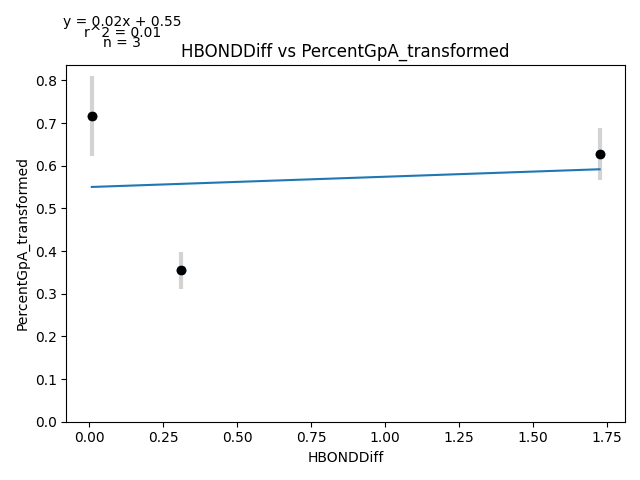 y = 0.02x + 0.55
r^2 = 0.01
n = 3
HBONDDiff vs PercentGpA_transformed
PercentGpA_transformed
0.8
0.7
0.6
0.5
0.4
0.3
0.2
0.1
0.0
0.00 0.25 0.50 0.75 1.00 1.25 1.50 1.75
HBONDDiff